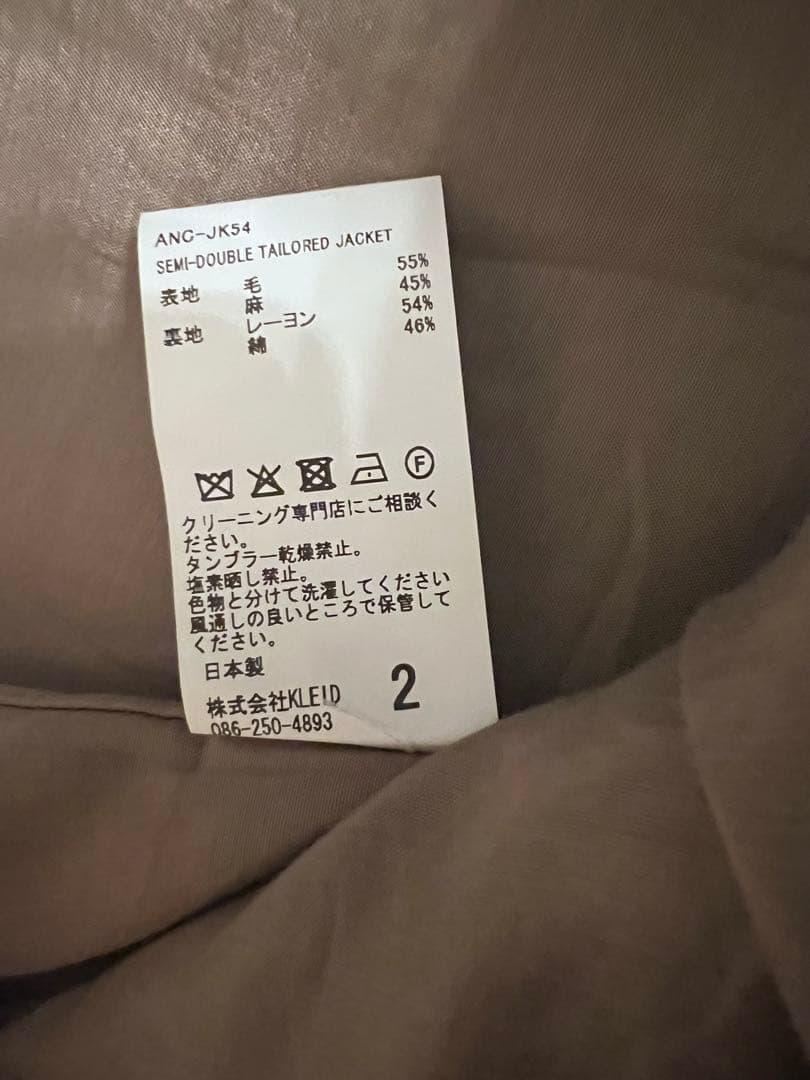 ANC-JK54
SEMI-DOUBLE TAILORED JACKET
表地 毛 55%
麻 45%
裏地 レーヨン 54%
綿 46%
F
クリーニング専門店にご相談く
ださい。
タンブラー乾燥禁止。
塩素晒し禁止。
色物と分けて洗濯してください
風通しの良いところで保管して
ください。
日本製
株式会社KLEID 2
086-250-4893